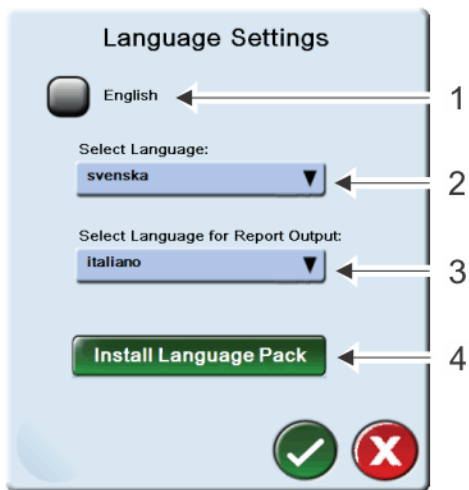 Language Settings
English
1
Select Language:
svenska
2
Select Language for Report Output:
italiano
3
Install Language Pack
4